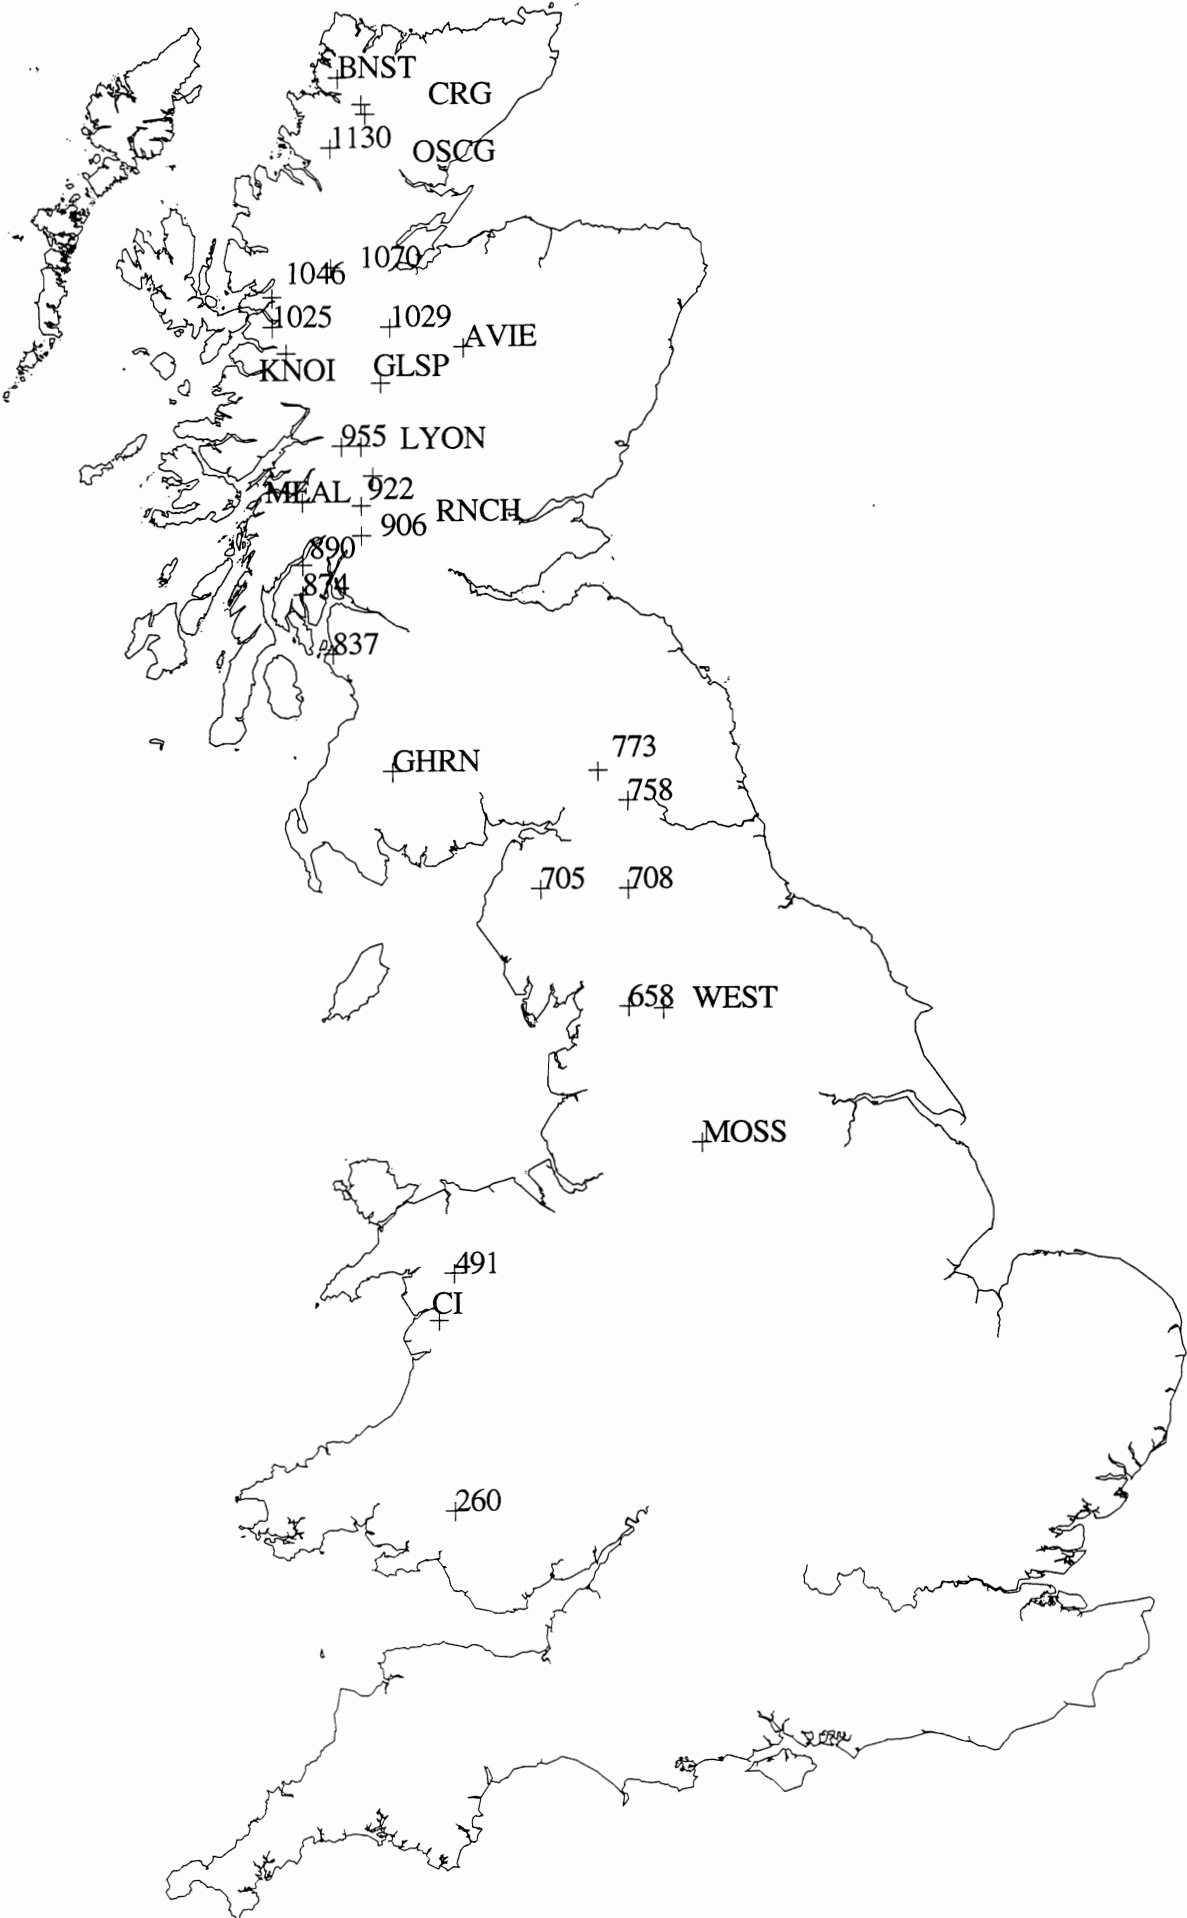 BNST
CRG
1130
OSCG
1070
1046
1025
1029
AVIE
KNOI
GLSP
955
LYON
MEAL
922
RNCH
906
890
874
837
773
GHRN
758
705
708
658
WEST
MOSS
491
CI
260